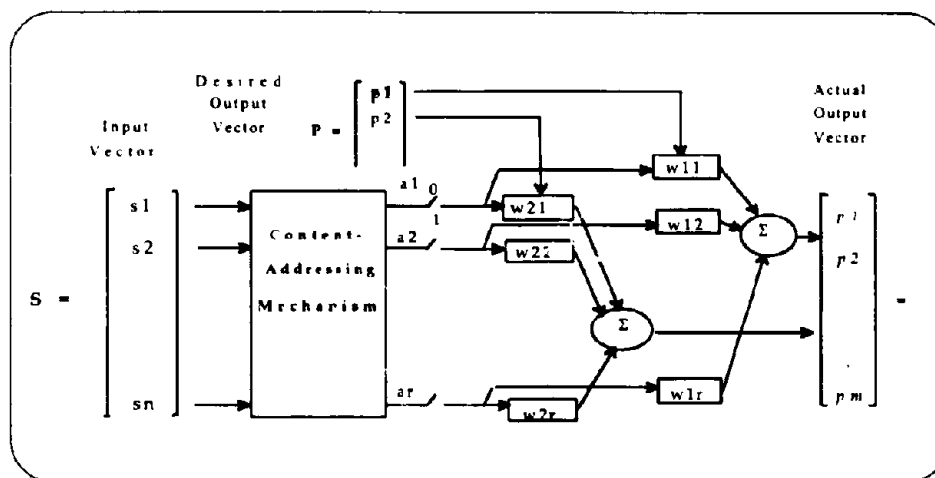 Desired
Output
Vector
Actual
Output
Vector
Input
Vector
P =
p1
p2
S =
s1
s2
sn
Content-
Addressing
Mrcharism
a1
0
1
a2
ar
w21
w22
w2r
w11
w12
w1r
Σ
Σ
p2
pm
=